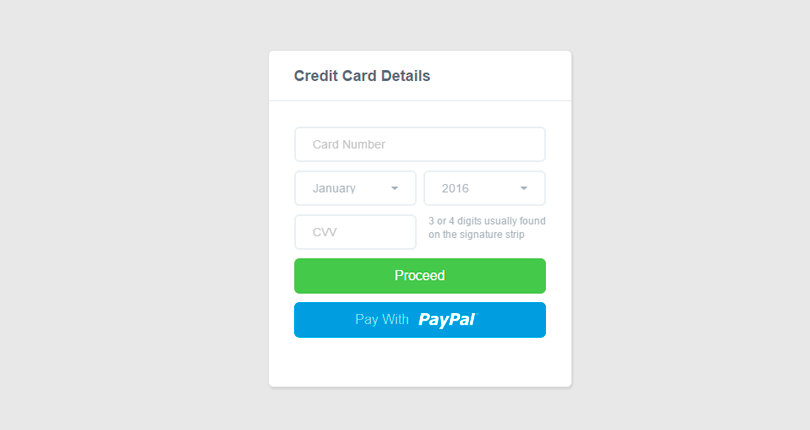 Credit Card Details
Card Number
January
2016
CVV
3 or 4 digits usually found
on the signature strip
Proceed
Pay With PayPal